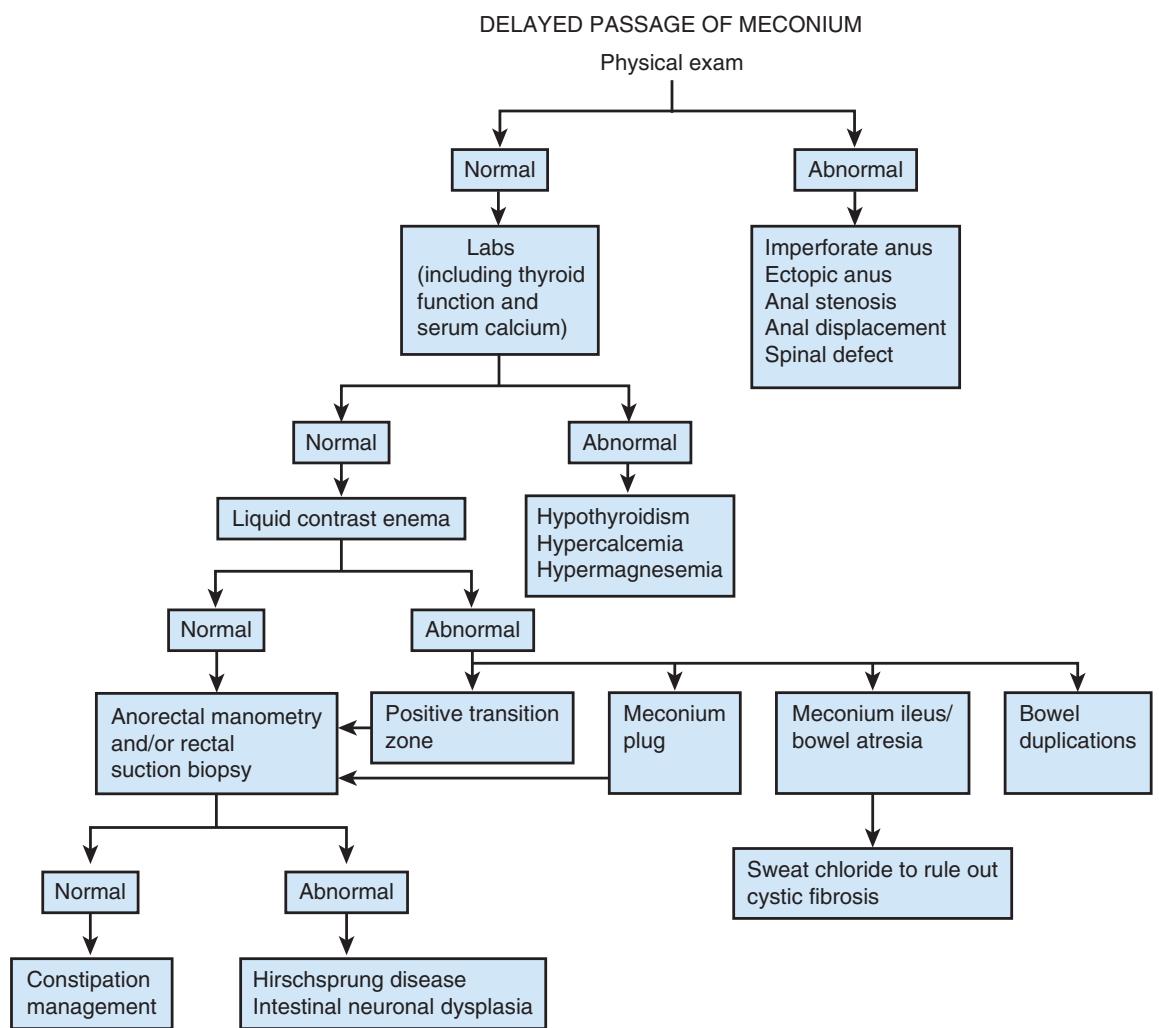 DELAYED PASSAGE OF MECONIUM
Physical exam
Normal
Abnormal
Labs
(including thyroid
function and
serum calcium)
Imperforate anus
Ectopic anus
Anal stenosis
Anal displacement
Spinal defect
Normal
Abnormal
Liquid contrast enema
Hypothyroidism
Hypercalcemia
Hypermagnesemia
Normal
Abnormal
Anorectal manometry
and/or rectal
suction biopsy
Positive transition
zone
Meconium
plug
Meconium ileus/
bowel atresia
Bowel
duplications
Sweat chloride to rule out
cystic fibrosis
Normal
Abnormal
Constipation
management
Hirschsprung disease
Intestinal neuronal dysplasia